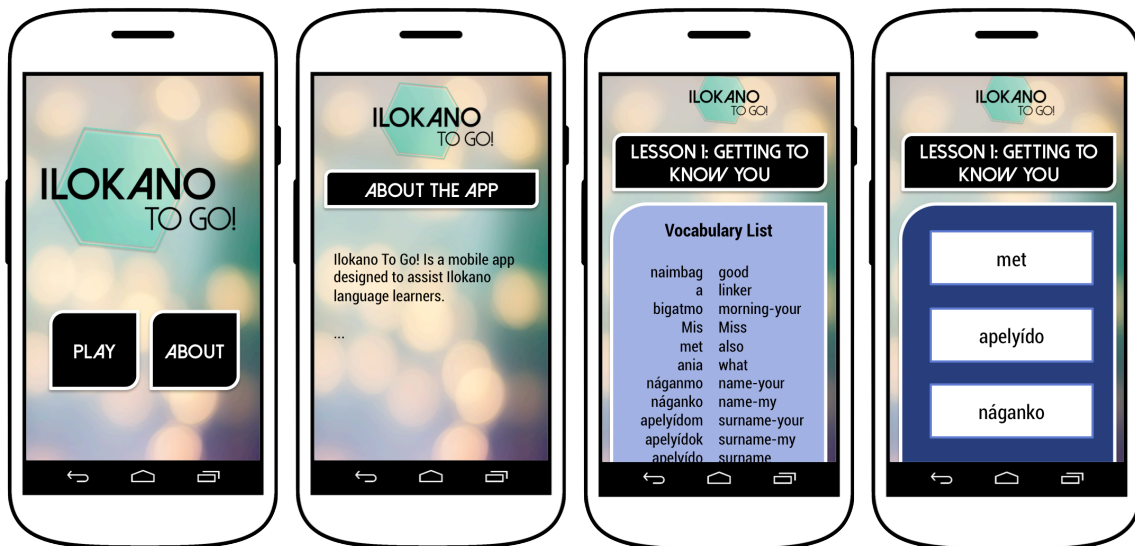 ILOKANO
TO GO!
PLAY
ABOUT
ILOKANO
TO GO!
ABOUT THE APP
Ilokano To Go! Is a mobile app
designed to assist Ilokano
language learners.
...
ILOKANO
TO GO!
LESSON 1: GETTING TO
KNOW YOU
Vocabulary List
naimbag good
a linker
bigatmo morning-your
Mis Miss
met also
ania what
náganmo name-your
náganko name-my
apelyídom surname-your
apelyídok surname-my
apelyído surname
ILOKANO
TO GO!
LESSON 1: GETTING TO
KNOW YOU
met
apelyído
náganko